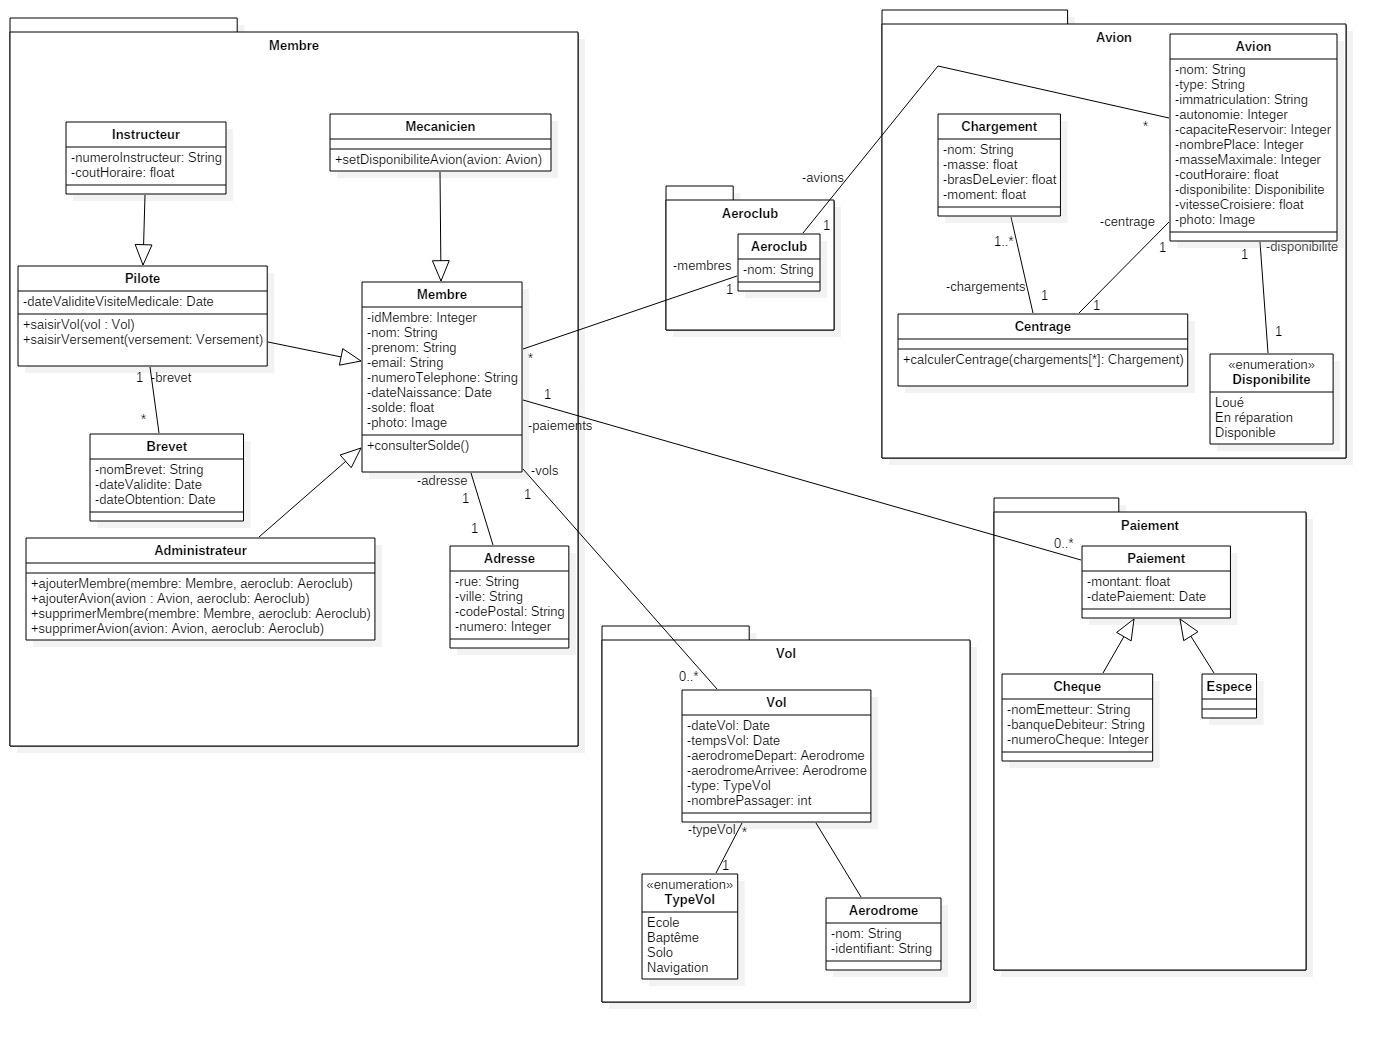 Membre
Instructeur
-numeroInstructeur: String
-coutHoraire: float
Mecanicien
+setDisponibiliteAvion(avion: Avion)
Pilote
-dateValiditeVisiteMedicale: Date
+saisirVol(vol : Vol)
+saisirVersement(versement: Versement)
1
-brevet
*
Brevet
-nomBrevet: String
-dateValidite: Date
-dateObtention: Date
Membre
-idMembre: Integer
-nom: String
-prenom: String
-email: String
-numeroTelephone: String
-dateNaissance: Date
-solde: float
-photo: Image
+consulterSolde()
Administrateur
+ajouterMembre(membre: Membre, aeroclub: Aeroclub)
+ajouterAvion(avion : Avion, aeroclub: Aeroclub)
+supprimerMembre(membre: Membre, aeroclub: Aeroclub)
+supprimerAvion(avion: Avion, aeroclub: Aeroclub)
-adresse
1
1
Adresse
-rue: String
-ville: String
-codePostal: String
-numero: Integer
Aeroclub
Aeroclub
-nom: String
-membres
1
*
-avions
1
*
1
-paiements
0..*
-vols
1
0..*
Avion
Avion
-nom: String
-type: String
-immatriculation: String
-autonomie: Integer
-capaciteReservoir: Integer
-nombrePlace: Integer
-masseMaximale: Integer
-coutHoraire: float
-disponibilite: Disponibilite
-vitesseCroisiere: float
-photo: Image
Chargement
-nom: String
-masse: float
-brasDeLevier: float
-moment: float
1..*
-chargements
1
-centrage
1
1
Centrage
+calculerCentrage(chargements[*]: Chargement)
-disponibilite
1
1
«enumeration»
Disponibilite
Loué
En réparation
Disponible
Paiement
Paiement
-montant: float
-datePaiement: Date
Cheque
-nomEmetteur: String
-banqueDebiteur: String
-numeroCheque: Integer
Espece
Vol
Vol
-dateVol: Date
-tempsVol: Date
-aerodromeDepart: Aerodrome
-aerodromeArrivee: Aerodrome
-type: TypeVol
-nombrePassager: int
-typeVol
*
1
«enumeration»
TypeVol
Ecole
Baptême
Solo
Navigation
Aerodrome
-nom: String
-identifiant: String